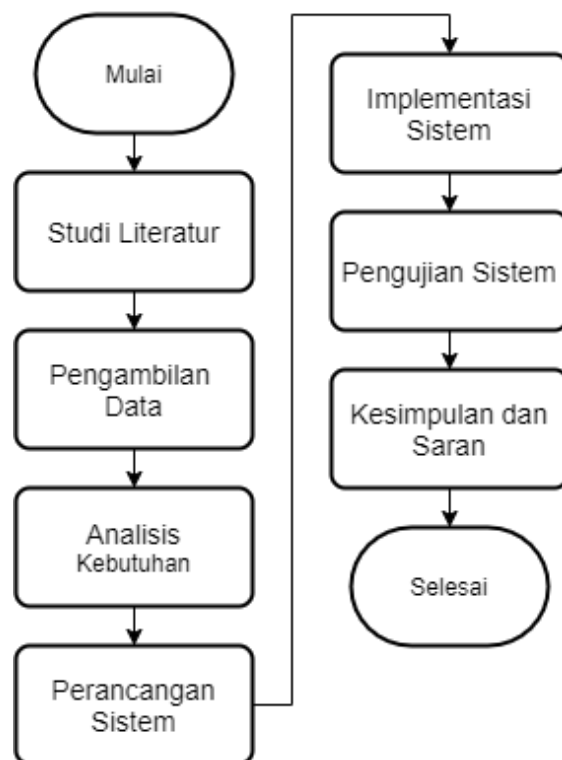 Mulai
Studi Literatur
Pengambilan
Data
Analisis
Kebutuhan
Perancangan
Sistem
Implementasi
Sistem
Pengujian Sistem
Kesimpulan dan
Saran
Selesai